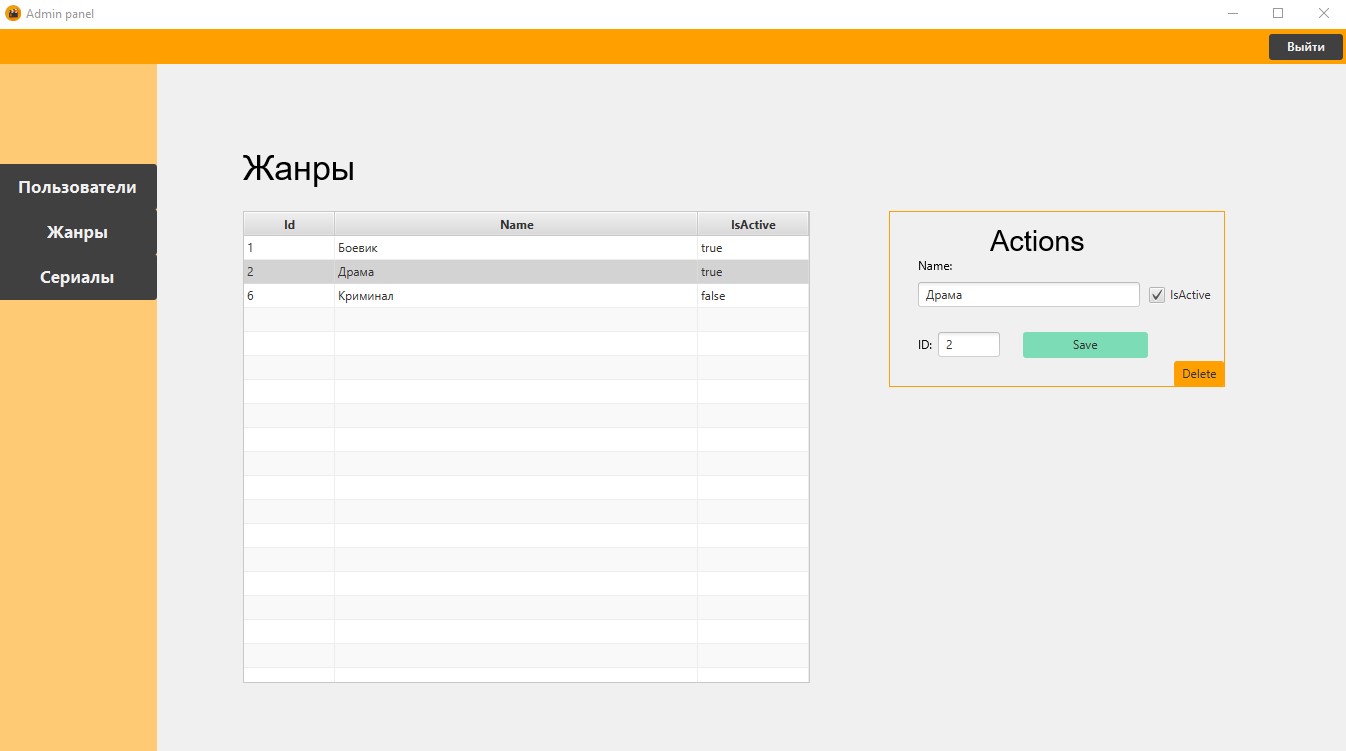 Admin panel
Выйти
Пользователи
Жанры
Сериалы
Жанры
Id Name IsActive
1 Боевик true
2 Драма true
6 Криминал false
Actions
Name:
Драма IsActive
ID: 2 Save
Delete